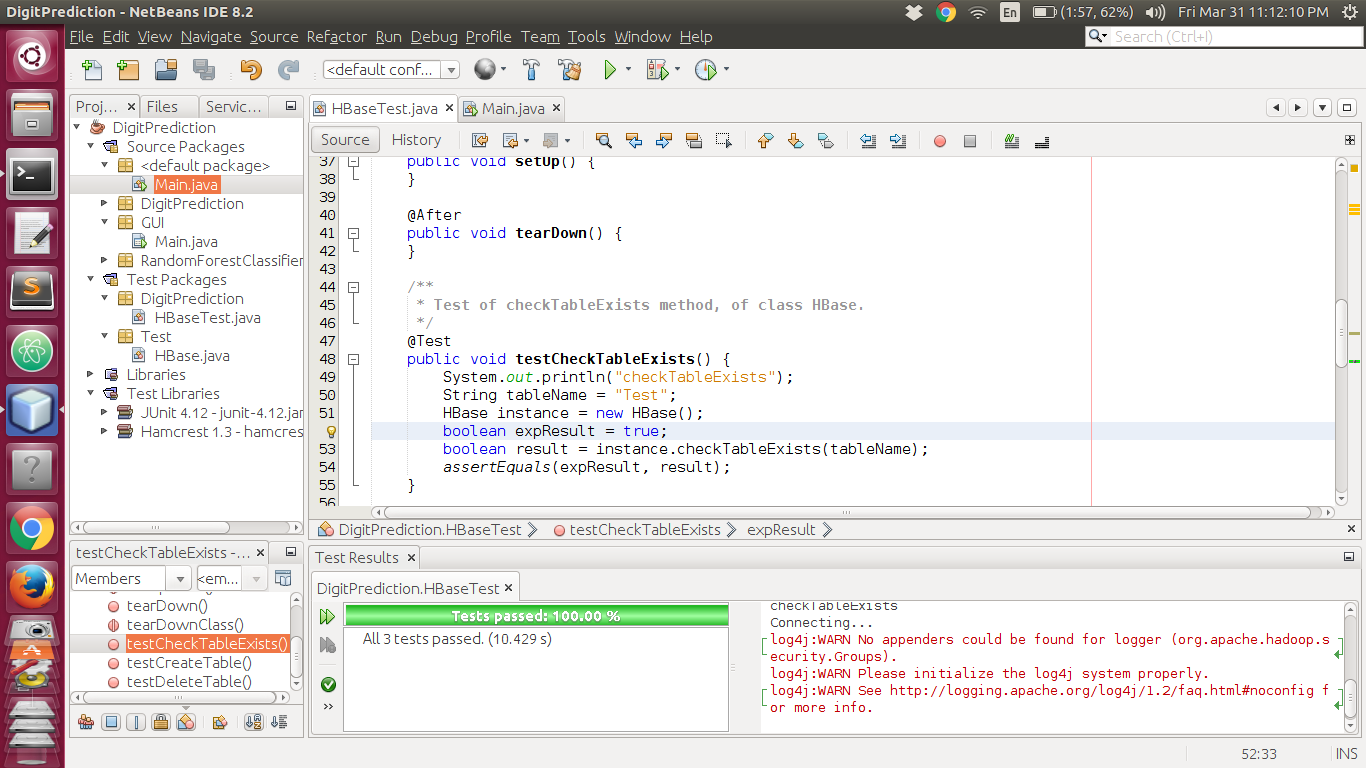 DigitPrediction - NetBeans IDE 8.2
En
(1:57, 62%)
Fri Mar 31 11:12:10 PM
File Edit View Navigate Source Refactor Run Debug Profile Team Tools Window Help
Search (Ctrl+I)
<default conf...
Proj...
Files
Servic...
DigitPrediction
Source Packages
<default package>
Main.java
DigitPrediction
GUI
Main.java
RandomForestClassifier
Test Packages
DigitPrediction
HBaseTest.java
Test
HBase.java
Libraries
Test Libraries
JUnit 4.12 - junit-4.12.jar
Hamcrest 1.3 - hamcres
testCheckTableExists -...
Members
<em...
tearDown()
tearDownClass()
testCheckTableExists()
testCreateTable()
testDeleteTable()
HBaseTest.java
Main.java
Source
History
37 public void setUp() {
38 }
39
40 @After
41 public void tearDown() {
42 }
43
44 /**
45 * Test of checkTableExists method, of class HBase.
46 */
47 @Test
48 public void testCheckTableExists() {
49 System.out.println("checkTableExists");
50 String tableName = "Test";
51 HBase instance = new HBase();
boolean expResult = true;
53 boolean result = instance.checkTableExists(tableName);
54 assertEquals(expResult, result);
55 }
56
DigitPrediction.HBaseTest
testCheckTableExists
expResult
Test Results
DigitPrediction.HBaseTest
Tests passed: 100.00 %
All 3 tests passed. (10.429 s)
checkTableExists
Connecting...
log4j:WARN No appenders could be found for logger (org.apache.hadoop.s
ecurity.Groups).
log4j:WARN Please initialize the log4j system properly.
log4j:WARN See http://logging.apache.org/log4j/1.2/faq.html#noconfig f
or more info.
52:33
INS